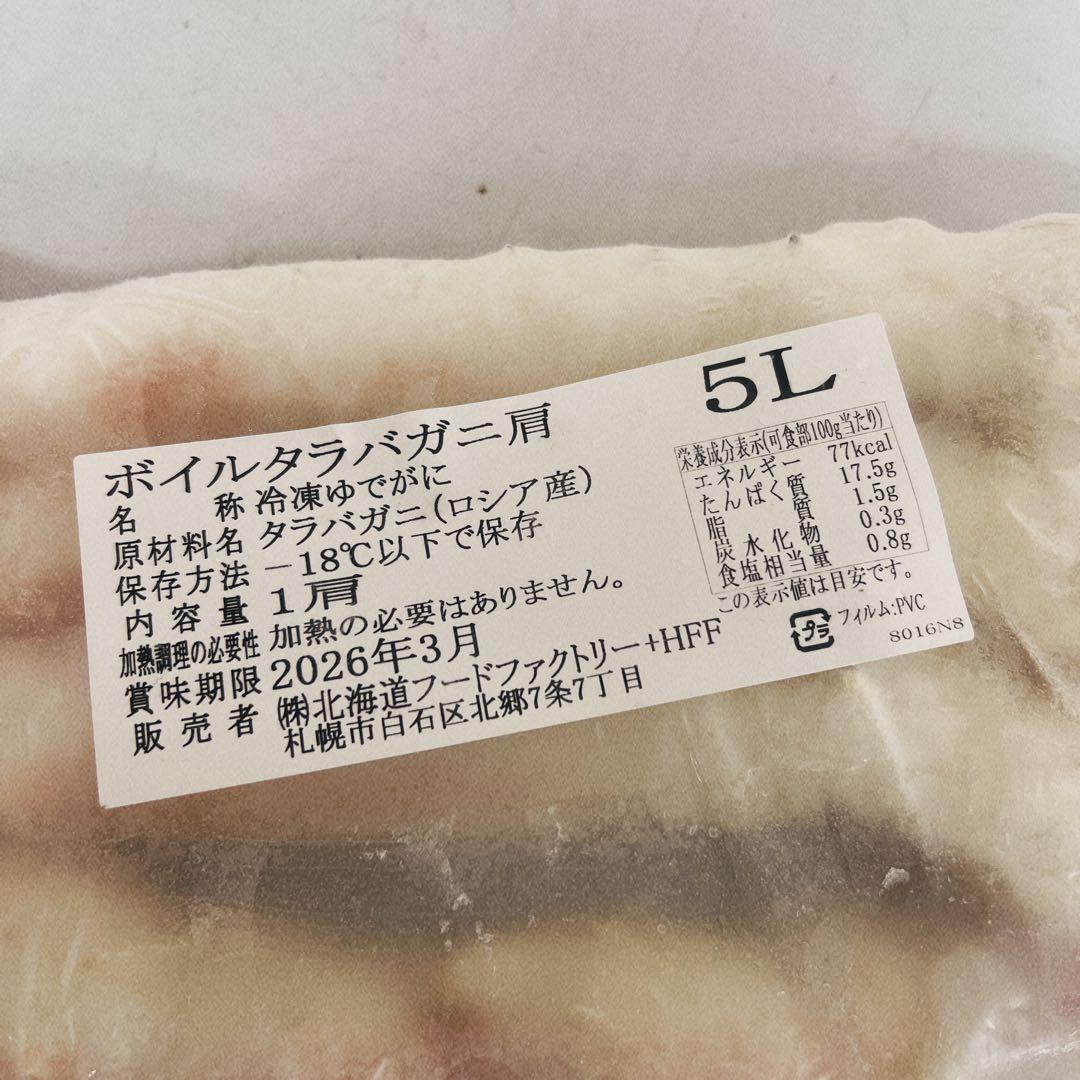 5L
ボイルタラバガニ肩
名称 冷凍ゆでがに
原材料名 タラバガニ(ロシア産)
保存方法 -18℃以下で保存
内容量 1肩
加熱調理の必要性 加熱の必要はありません。
賞味期限 2026年3月
販売者 ㈱北海道フードファクトリー+HFF
札幌市白石区北郷7条7丁目
栄養成分表示(可食部100g当たり)
エネルギー 77kcal
たんぱく質 17.5g
脂質 1.5g
炭水化物 0.3g
食塩相当量 0.8g
この表示値は目安です。
プラ フィルム:PVC
8016N8